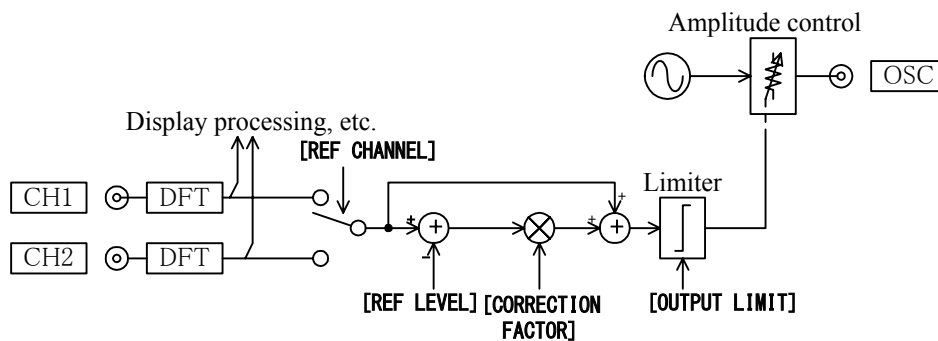 Amplitude control
OSC
Display processing, etc.
[REF CHANNEL]
CH1
DFT
Limiter
+
+
+
+
+
CH2
DFT
−
[REF LEVEL]
[CORRECTION
FACTOR]
[OUTPUT LIMIT]